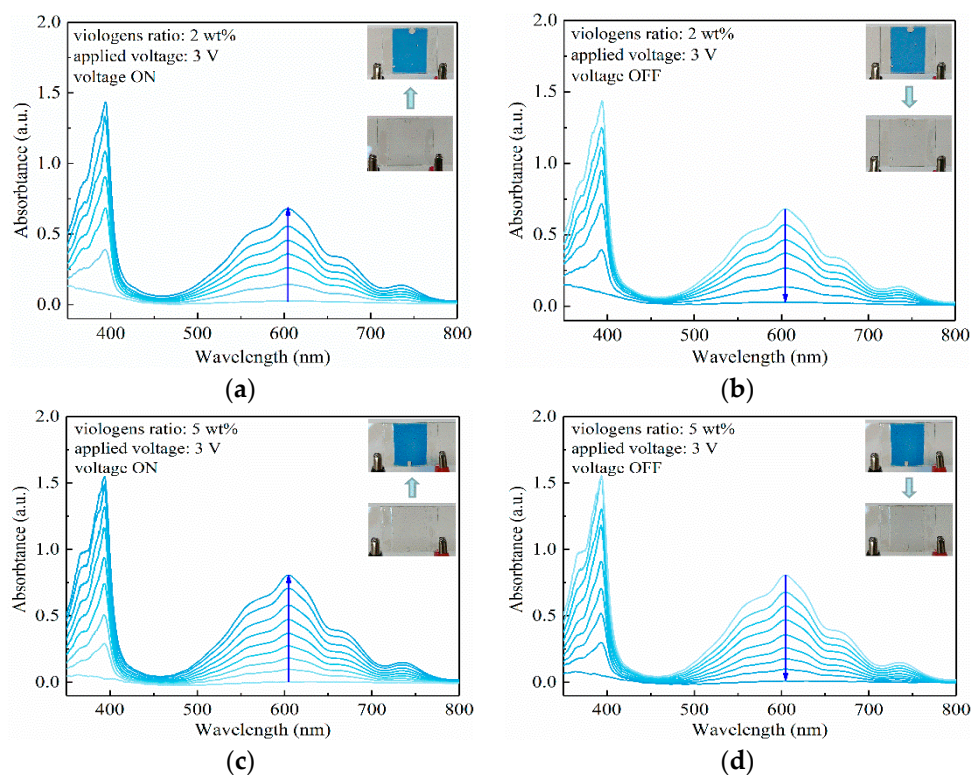 viologens ratio: 2 wt%
applied voltage: 3 V
voltage ON
Absorbtance (a.u.)
2.0
1.5
1.0
0.5
0.0
400 500 600 700 800
Wavelength (nm)
(a)
viologens ratio: 2 wt%
applied voltage: 3 V
voltage OFF
Absorbtance (a.u.)
2.0
1.5
1.0
0.5
0.0
400 500 600 700 800
Wavelength (nm)
(b)
viologens ratio: 5 wt%
applied voltage: 3 V
voltage ON
Absorbtance (a.u.)
2.0
1.5
1.0
0.5
0.0
400 500 600 700 800
Wavelength (nm)
(c)
viologens ratio: 5 wt%
applied voltage: 3 V
voltage OFF
Absorbtance (a.u.)
2.0
1.5
1.0
0.5
0.0
400 500 600 700 800
Wavelength (nm)
(d)